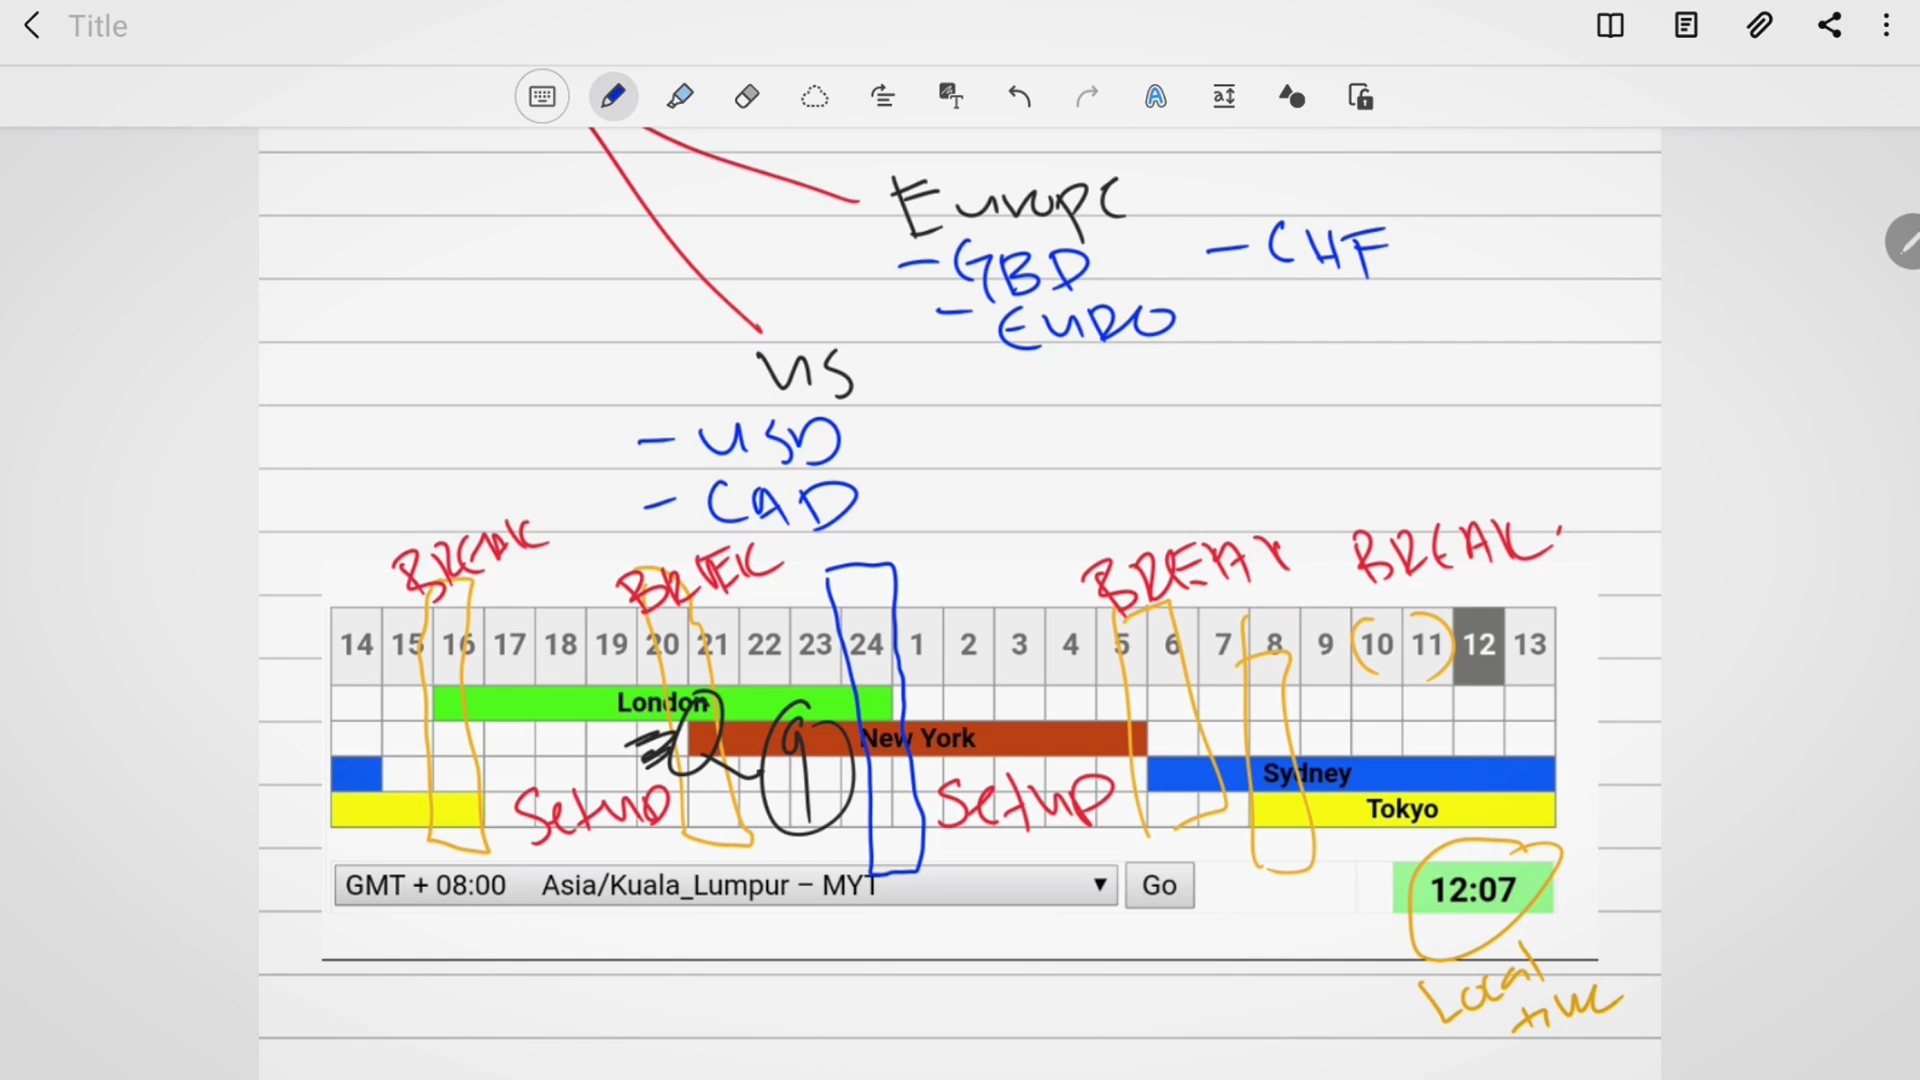 Title
Europe
- GBD - CHF
- EURO
US
- USD
- CAD
BREAK BREAK BREAK BREAK
14 15 16 17 18 19 20 21 22 23 24 1 2 3 4 5 6 7 8 9 (10 11) 12 13
London
9 New York
Sydney
Setup Setup Tokyo
GMT + 08:00 Asia/Kuala_Lumpur – MYT Go 12:07
Local
time